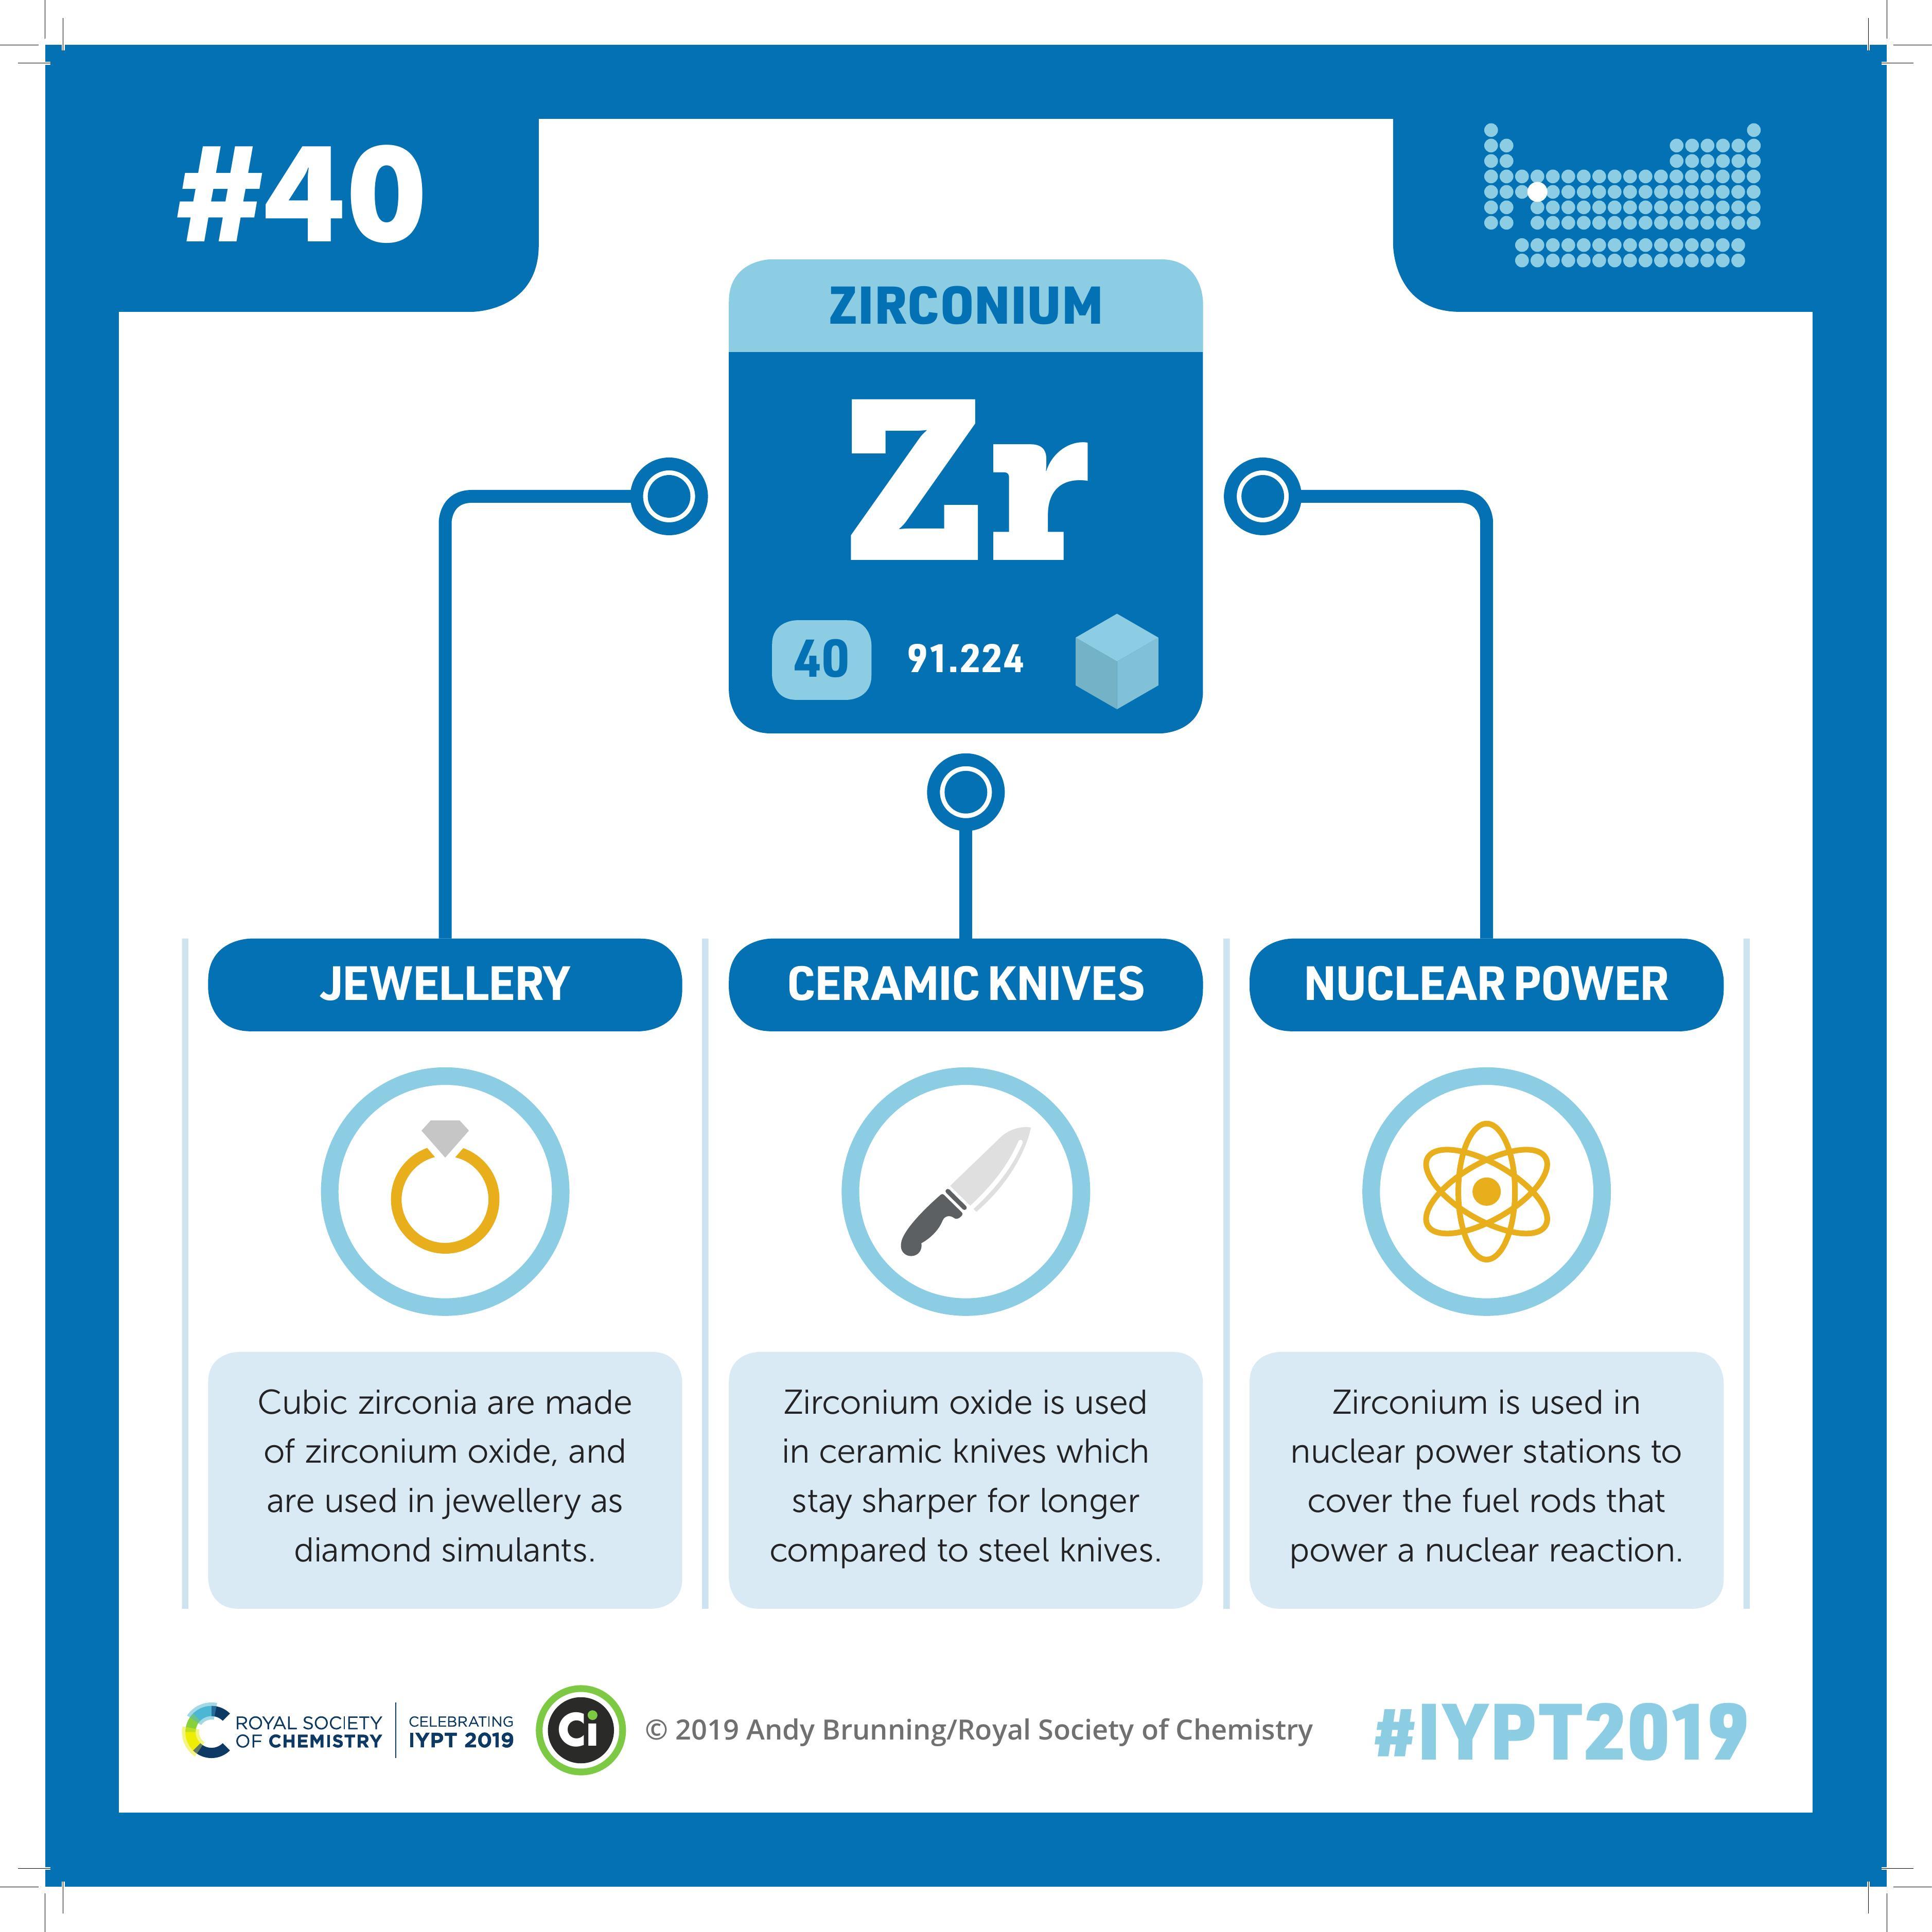 #40
ZIRCONIUM
Zr
40
91.224
JEWELLERY
Cubic zirconia are made
of zirconium oxide, and
are used in jewellery as
diamond simulants.
CERAMIC KNIVES
Zirconium oxide is used
in ceramic knives which
stay sharper for longer
compared to steel knives.
NUCLEAR POWER
Zirconium is used in
nuclear power stations to
cover the fuel rods that
power a nuclear reaction.
ROYAL SOCIETY
OF CHEMISTRY
CELEBRATING
IYPT 2019
Ci
© 2019 Andy Brunning/Royal Society of Chemistry
#IYPT2019